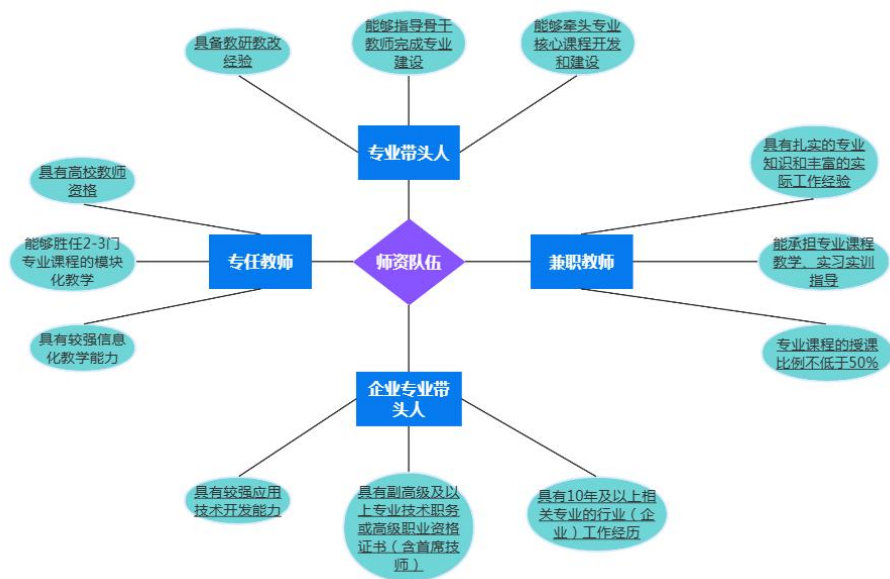 具备教研教改
经验
能够指导骨干
教师完成专业
建设
能够牵头专业
核心课程开发
和建设
专业带头人
具有高校教师
资格
能够胜任2-3门
专业课程的模块
化教学
具有较强信息
化教学能力
专任教师
师资队伍
兼职教师
具有扎实的专业
知识和丰富的实
际工作经验
能承担专业课程
教学、实习实训
指导
专业课程的授课
比例不低于50%
企业专业带
头人
具有较强应用
技术开发能力
具有副高级及以
上专业技术职务
或高级职业资格
证书（含首席技
师）
具有10年及以上相
关专业的行业（企
业）工作经历